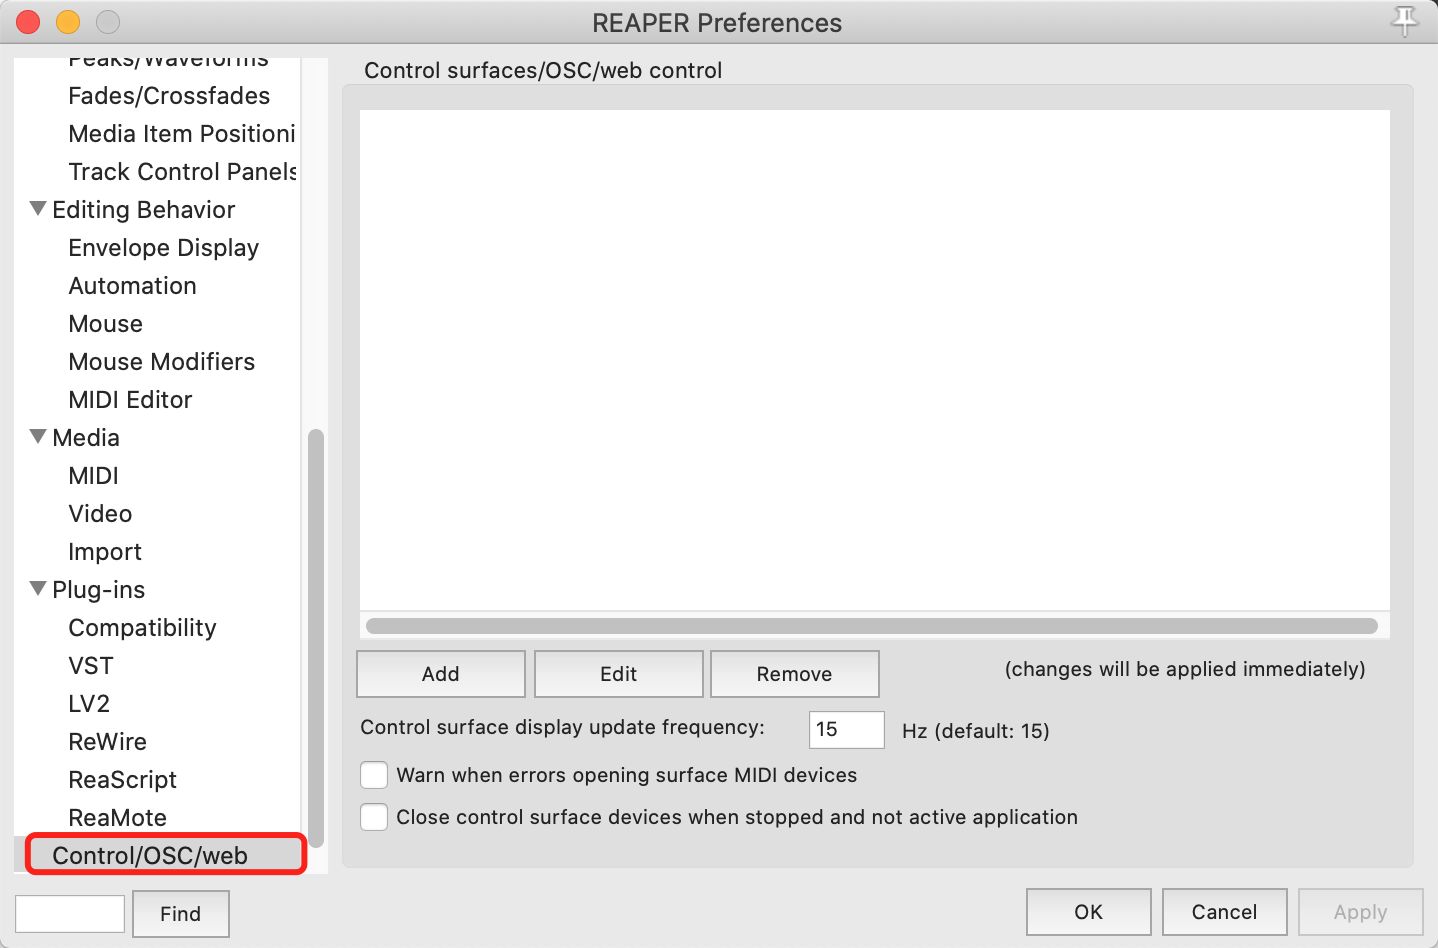 REAPER Preferences
Peaks/Waveforms
Fades/Crossfades
Media Item Positioni
Track Control Panels
Editing Behavior
Envelope Display
Automation
Mouse
Mouse Modifiers
MIDI Editor
Media
MIDI
Video
Import
Plug-ins
Compatibility
VST
LV2
ReWire
ReaScript
ReaMote
Control/OSC/web
Find
Control surfaces/OSC/web control
Add
Edit
Remove
(changes will be applied immediately)
Control surface display update frequency: 15 Hz (default: 15)
Warn when errors opening surface MIDI devices
Close control surface devices when stopped and not active application
OK
Cancel
Apply